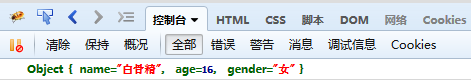 控制台 HTML CSS 脚本 DOM 网络 Cookies
清除 保持 概况 全部 错误 警告 消息 调试信息 Cookies
Object { name="白骨精", age=16, gender="女" }